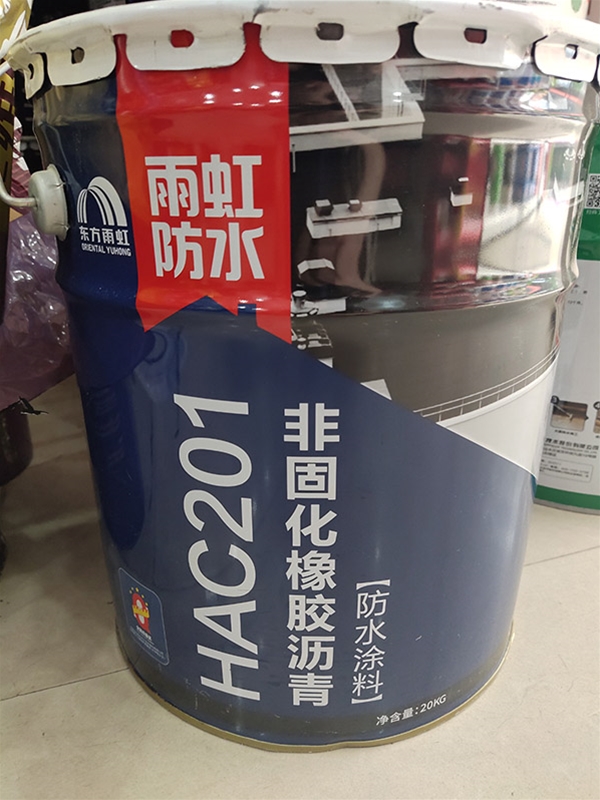 雨虹
防水
东方雨虹
ORIENTAL YUHONG
HAC201
非固化橡胶沥青
【防水涂料】
净含量:20KG